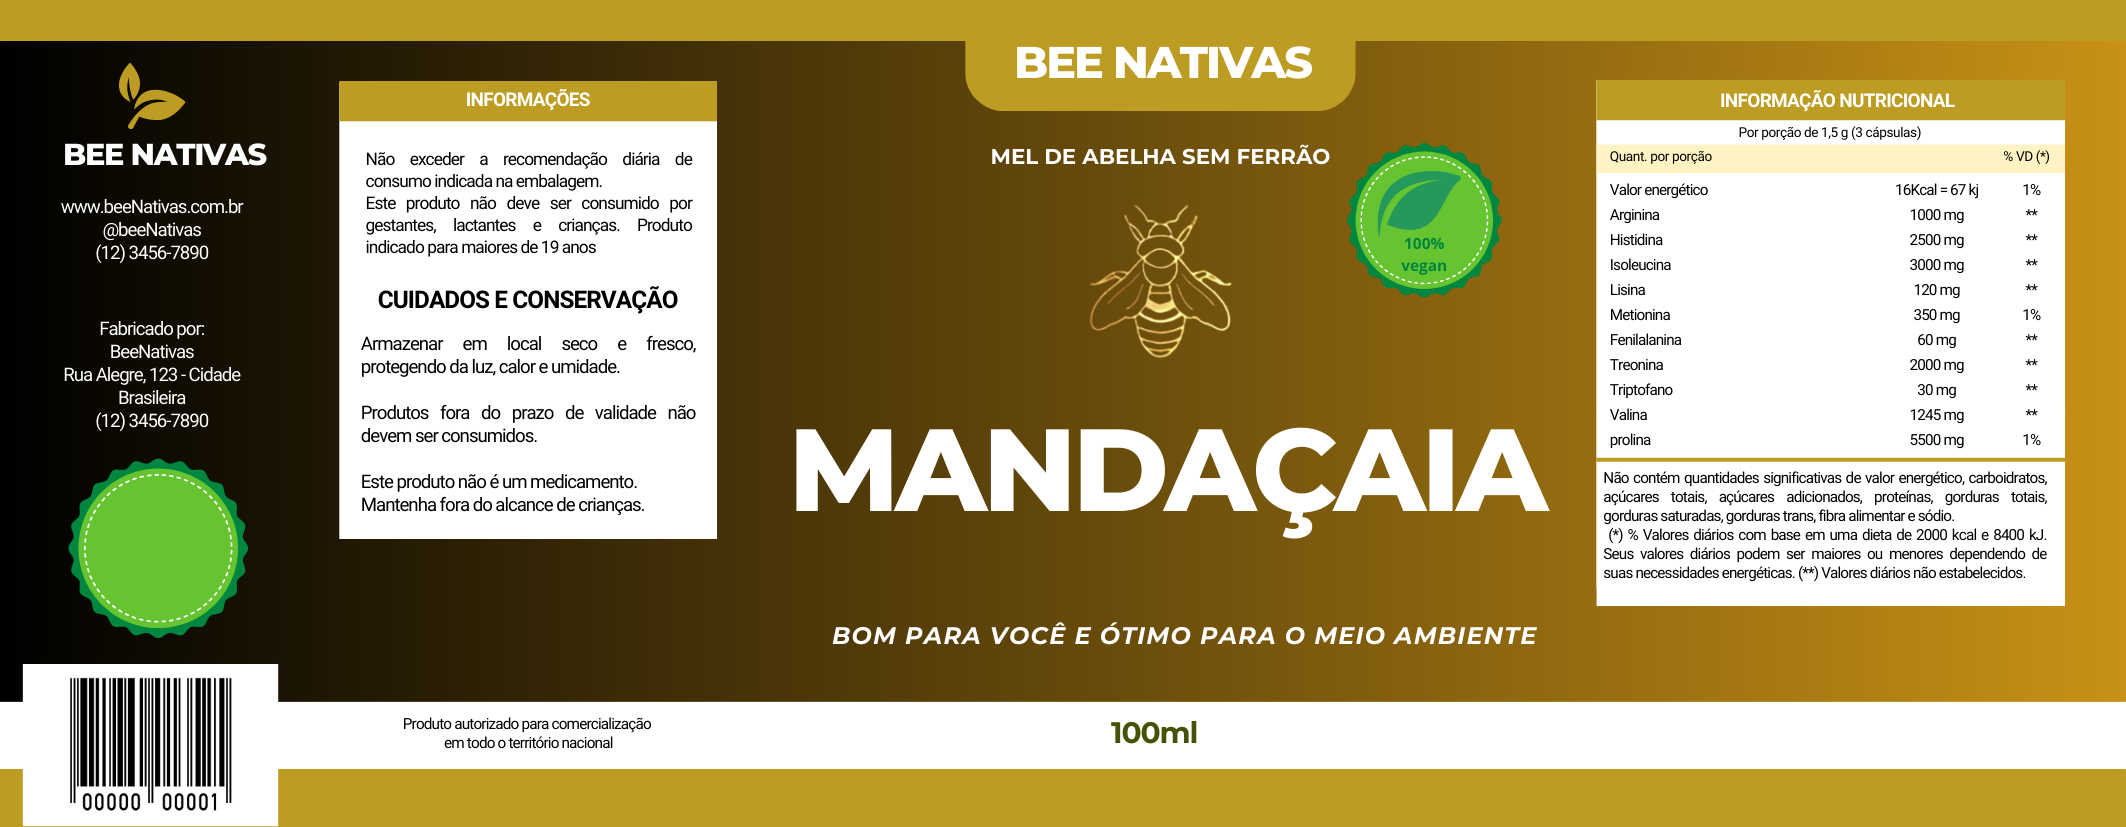 BEE NATIVAS
www.beeNativas.com.br
@beeNativas
(12) 3456-7890
Fabricado por:
BeeNativas
Rua Alegre, 123 - Cidade
Brasileira
(12) 3456-7890
00000 00001
INFORMAÇÕES
Não exceder a recomendação diária de
consumo indicada na embalagem.
Este produto não deve ser consumido por
gestantes, lactantes e crianças. Produto
indicado para maiores de 19 anos
CUIDADOS E CONSERVAÇÃO
Armazenar em local seco e fresco,
protegendo da luz, calor e umidade.
Produtos fora do prazo de validade não
devem ser consumidos.
Este produto não é um medicamento.
Mantenha fora do alcance de crianças.
Produto autorizado para comercialização
em todo o território nacional
BEE NATIVAS
MEL DE ABELHA SEM FERRÃO
100%
vegan
MANDAÇAIA
BOM PARA VOCÊ E ÓTIMO PARA O MEIO AMBIENTE
100ml
INFORMAÇÃO NUTRICIONAL
Por porção de 1,5 g (3 cápsulas)
Quant. por porção % VD (*)
Valor energético 16Kcal = 67 kj 1%
Arginina 1000 mg **
Histidina 2500 mg **
Isoleucina 3000 mg **
Lisina 120 mg **
Metionina 350 mg 1%
Fenilalanina 60 mg **
Treonina 2000 mg **
Triptofano 30 mg **
Valina 1245 mg **
prolina 5500 mg 1%
Não contém quantidades significativas de valor energético, carboidratos,
açúcares totais, açúcares adicionados, proteínas, gorduras totais,
gorduras saturadas, gorduras trans, fibra alimentar e sódio.
(*) % Valores diários com base em uma dieta de 2000 kcal e 8400 kJ.
Seus valores diários podem ser maiores ou menores dependendo de
suas necessidades energéticas. (**) Valores diários não estabelecidos.